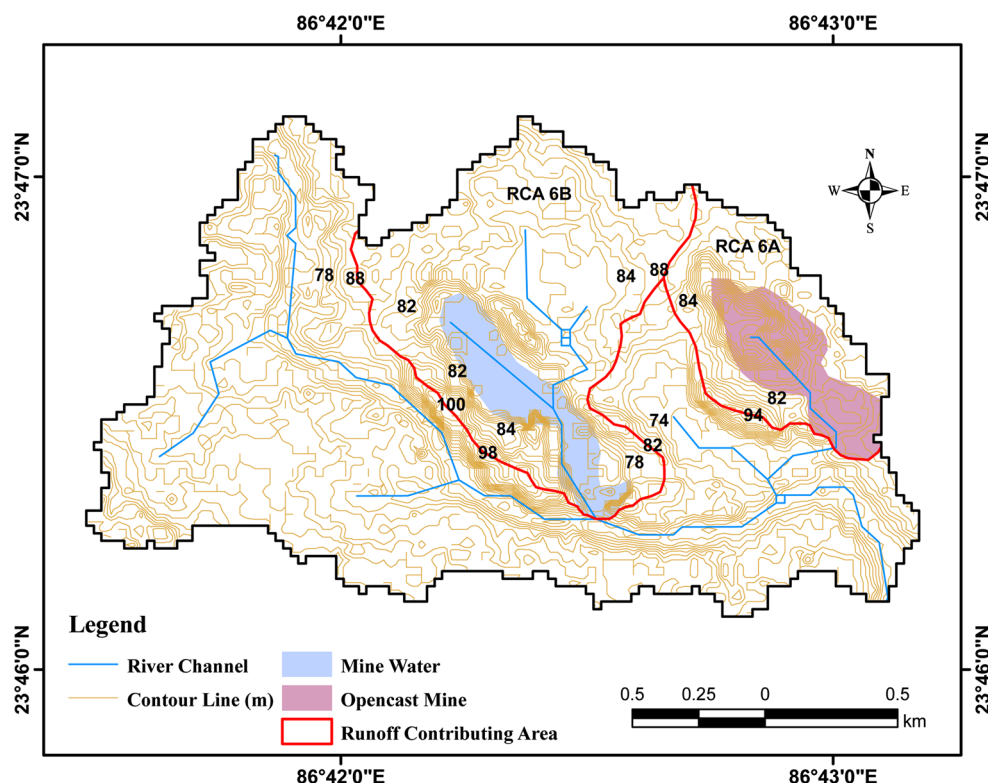 86°42'0"E 86°43'0"E
23°47'0"N 23°47'0"N
N
W E
S
RCA 6B
RCA 6A
78 88 84 88
82 84
82 82
100 94
84 74
98 82
78
Legend
River Channel Mine Water
Contour Line (m) Opencast Mine
Runoff Contributing Area
0.5 0.25 0 0.5
km
23°46'0"N 23°46'0"N
86°42'0"E 86°43'0"E